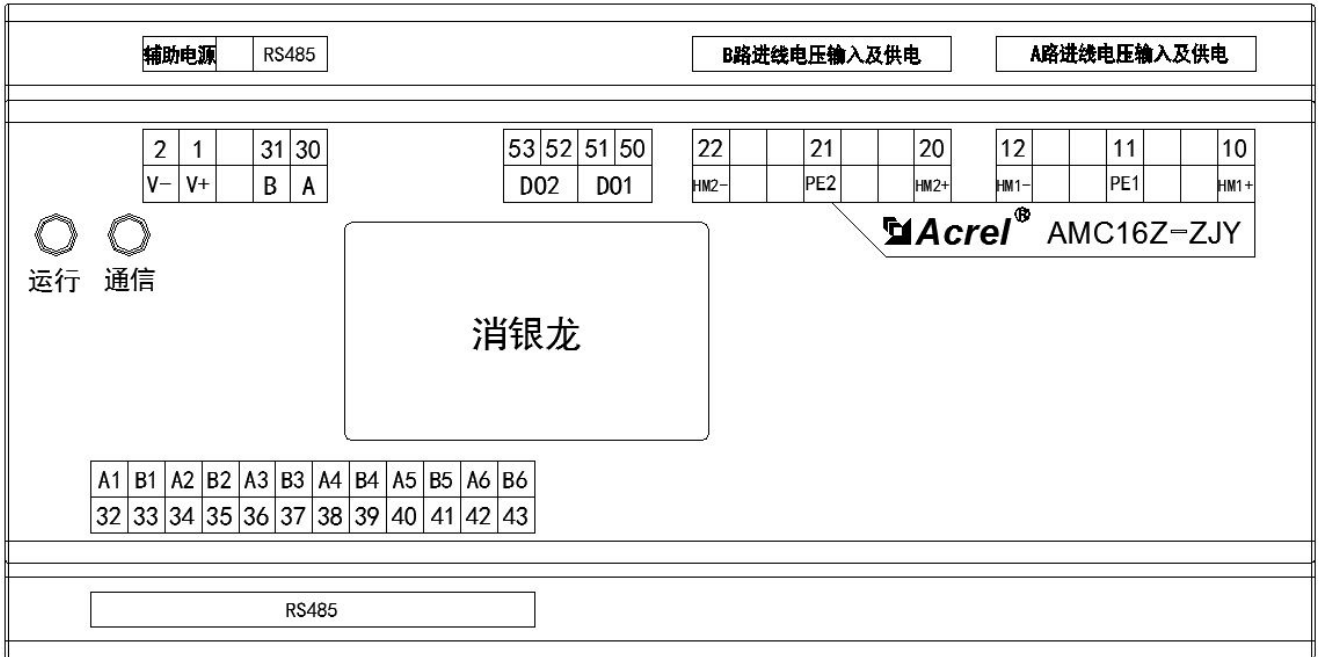 辅助电源 RS485 B路进线电压输入及供电 A路进线电压输入及供电
2 1 31 30 53 52 51 50 22 21 20 12 11 10
V- V+ B A DO2 DO1 HM2- PE2 HM2+ HM1- PE1 HM1+
Acrel® AMC16Z-ZJY
运行 通信
消银龙
A1 B1 A2 B2 A3 B3 A4 B4 A5 B5 A6 B6
32 33 34 35 36 37 38 39 40 41 42 43
RS485